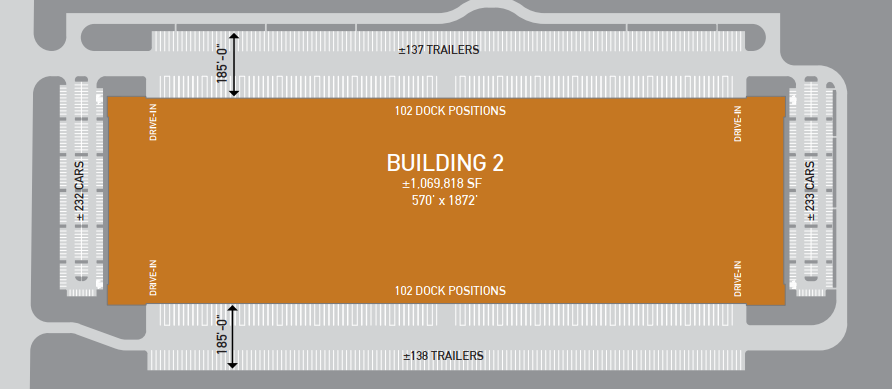 ±137 TRAILERS
185'-0"
102 DOCK POSITIONS
DRIVE-IN
DRIVE-IN
BUILDING 2
±1,069,818 SF
570' x 1872'
± 232 CARS
± 233 CARS
DRIVE-IN
DRIVE-IN
102 DOCK POSITIONS
185'-0"
±138 TRAILERS